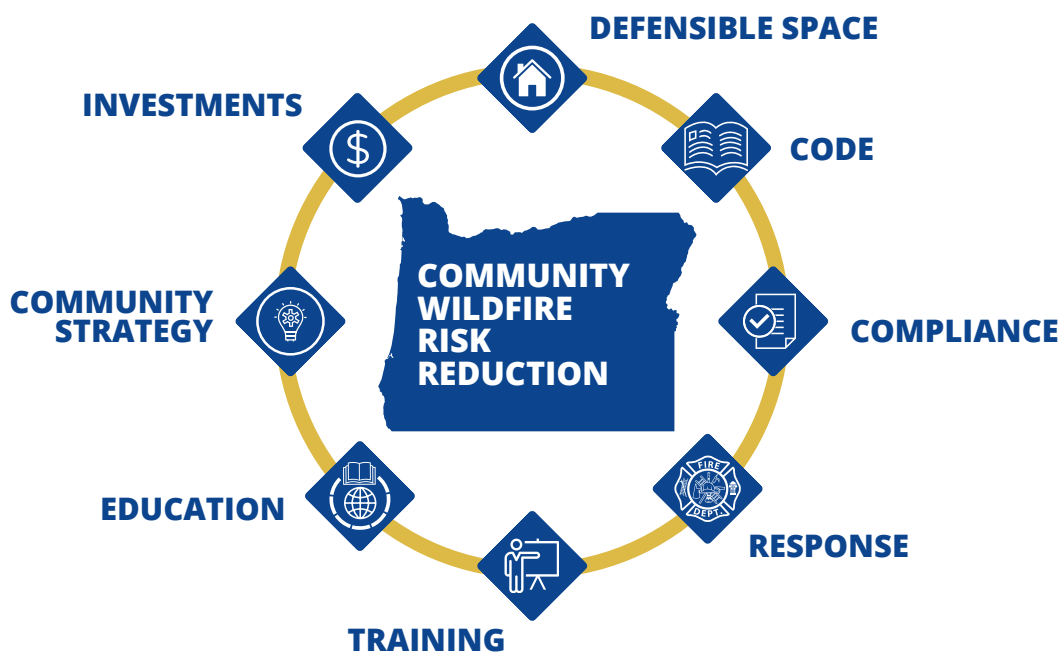 DEFENSIBLE SPACE
INVESTMENTS
$
CODE
COMMUNITY
WILDFIRE
RISK
REDUCTION
COMMUNITY
STRATEGY
COMPLIANCE
FIRE
DEPT.
EDUCATION
RESPONSE
TRAINING